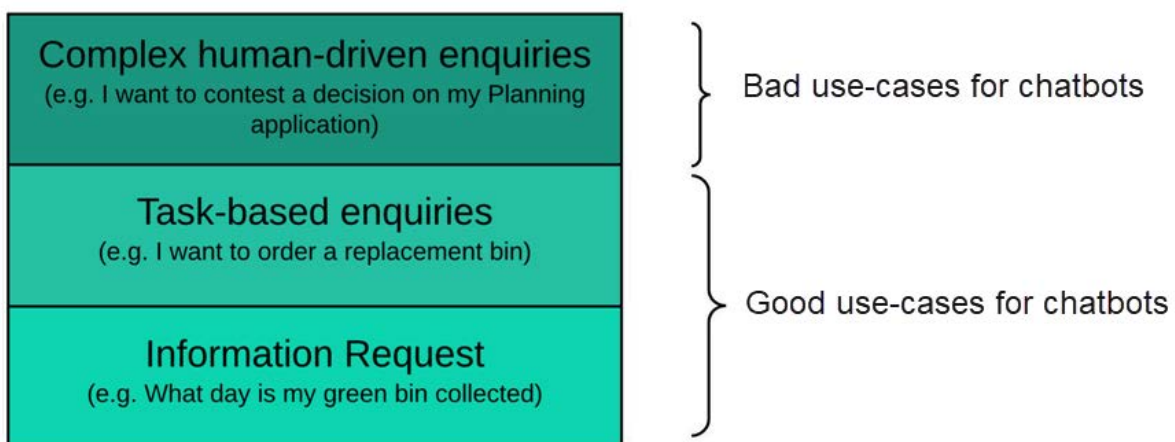 Complex human-driven enquiries
(e.g. I want to contest a decision on my Planning
application)
Bad use-cases for chatbots
Task-based enquiries
(e.g. I want to order a replacement bin)
Information Request
(e.g. What day is my green bin collected)
Good use-cases for chatbots